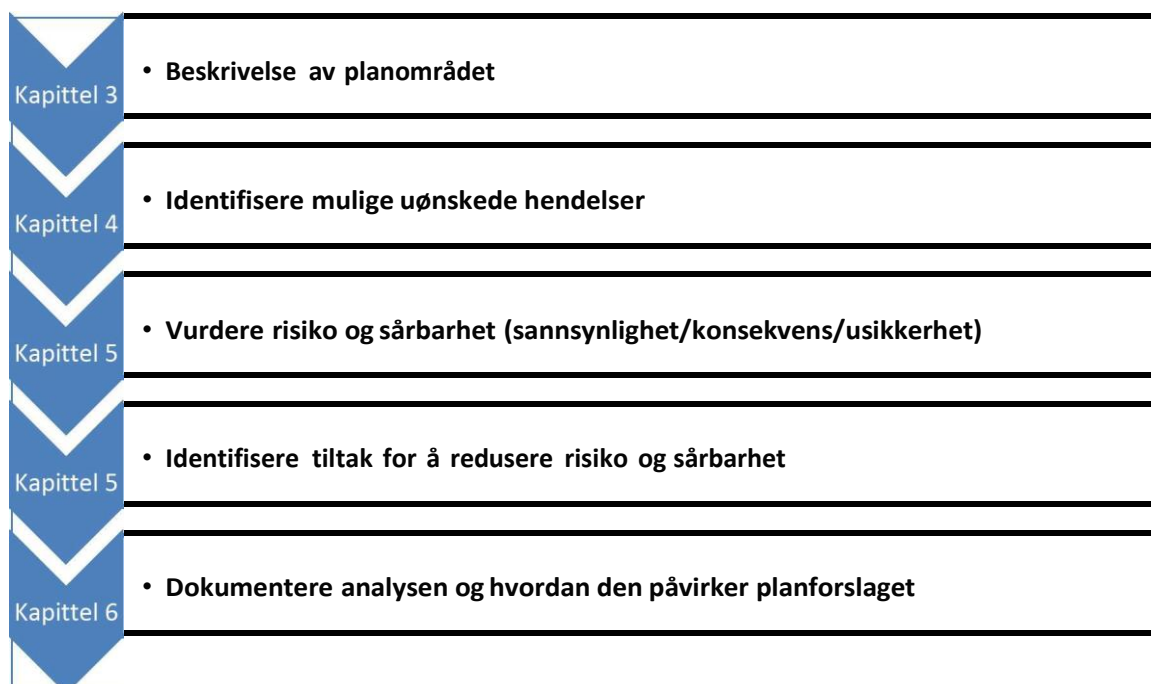 Kapittel 3
• Beskrivelse av planområdet
Kapittel 4
• Identifisere mulige uønskede hendelser
Kapittel 5
• Vurdere risiko og sårbarhet (sannsynlighet/konsekvens/usikkerhet)
Kapittel 5
• Identifisere tiltak for å redusere risiko og sårbarhet
Kapittel 6
• Dokumentere analysen og hvordan den påvirker planforslaget